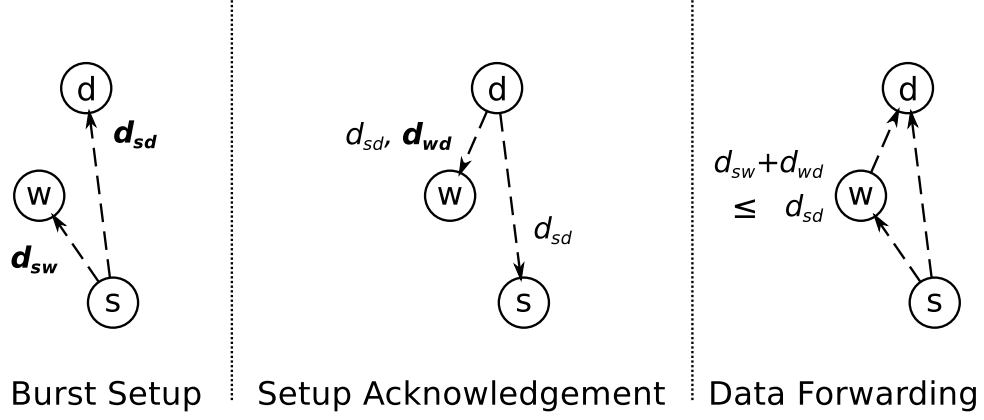 d
d_sd
w
d_sw
s
Burst Setup
d
d_sd, d_wd
w
d_sd
s
Setup Acknowledgement
d
d_sw+d_wd
≤ d_sd
w
s
Data Forwarding